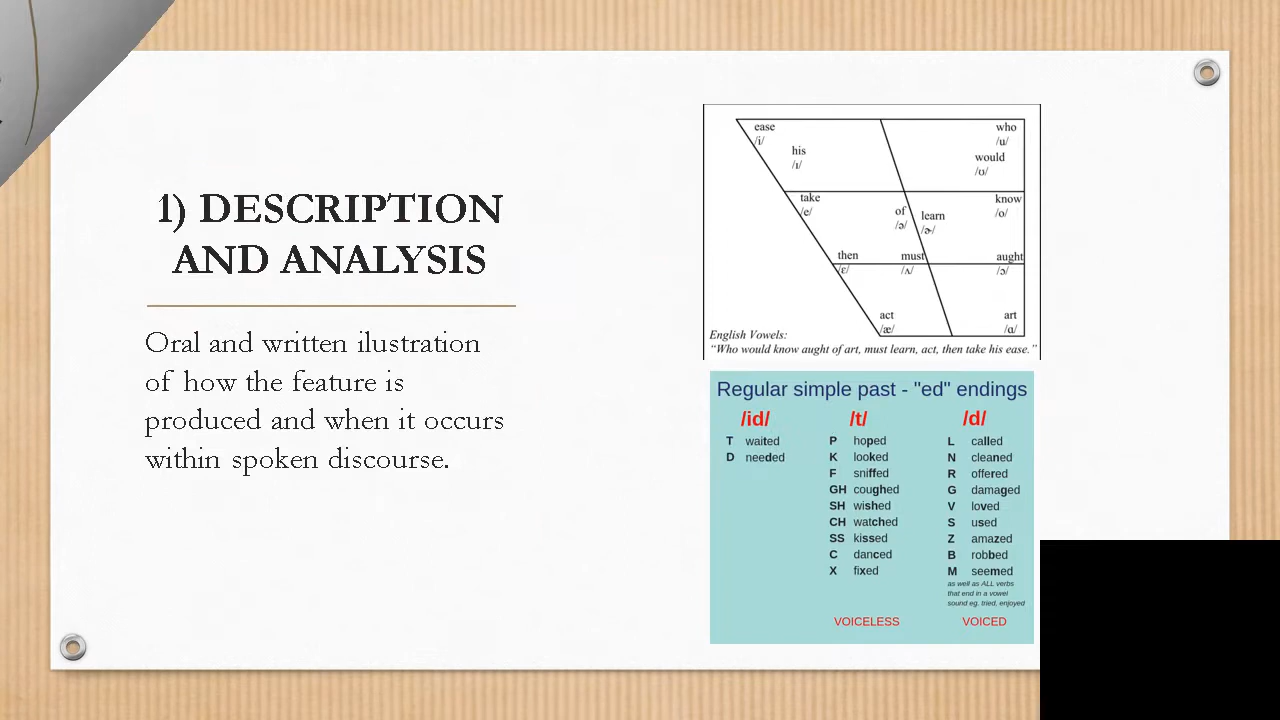 1) DESCRIPTION
AND ANALYSIS
Oral and written ilustration
of how the feature is
produced and when it occurs
within spoken discourse.
ease
/i/
his
/ɪ/
who
/u/
would
/ʊ/
take
/e/
of
/ə/
learn
/ɚ/
know
/o/
then
/ɛ/
must
/ʌ/
aught
/ɔ/
act
/æ/
art
/ɑ/
English Vowels:
"Who would know aught of art, must learn, act, then take his ease."
Regular simple past - "ed" endings
/id/
T waited
D needed
/t/
P hoped
K looked
F sniffed
GH coughed
SH wished
CH watched
SS kissed
C danced
X fixed
VOICELESS
/d/
L called
N cleaned
R offered
G damaged
V loved
S used
Z amazed
B robbed
M seemed
as well as ALL verbs
that end in a vowel
sound eg. tried, enjoyed
VOICED